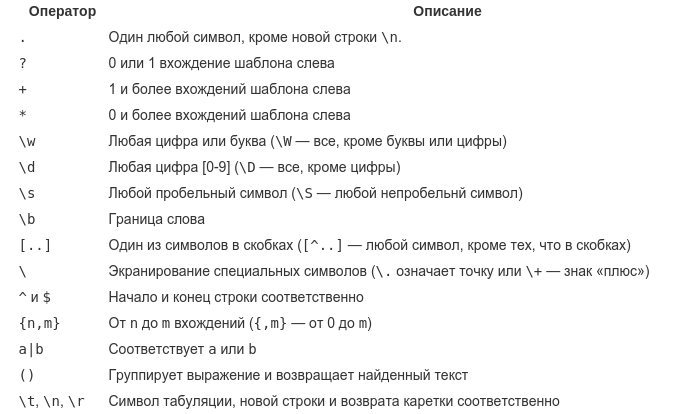 Оператор Описание
. Один любой символ, кроме новой строки \n.
? 0 или 1 вхождение шаблона слева
+ 1 и более вхождений шаблона слева
* 0 и более вхождений шаблона слева
\w Любая цифра или буква (\W — все, кроме буквы или цифры)
\d Любая цифра [0-9] (\D — все, кроме цифры)
\s Любой пробельный символ (\S — любой непробельнй символ)
\b Граница слова
[..] Один из символов в скобках ([^..] — любой символ, кроме тех, что в скобках)
\ Экранирование специальных символов (\. означает точку или \+ — знак «плюс»)
^ и $ Начало и конец строки соответственно
{n,m} От n до m вхождений ({,m} — от 0 до m)
a|b Соответствует a или b
() Группирует выражение и возвращает найденный текст
\t, \n, \r Символ табуляции, новой строки и возврата каретки соответственно